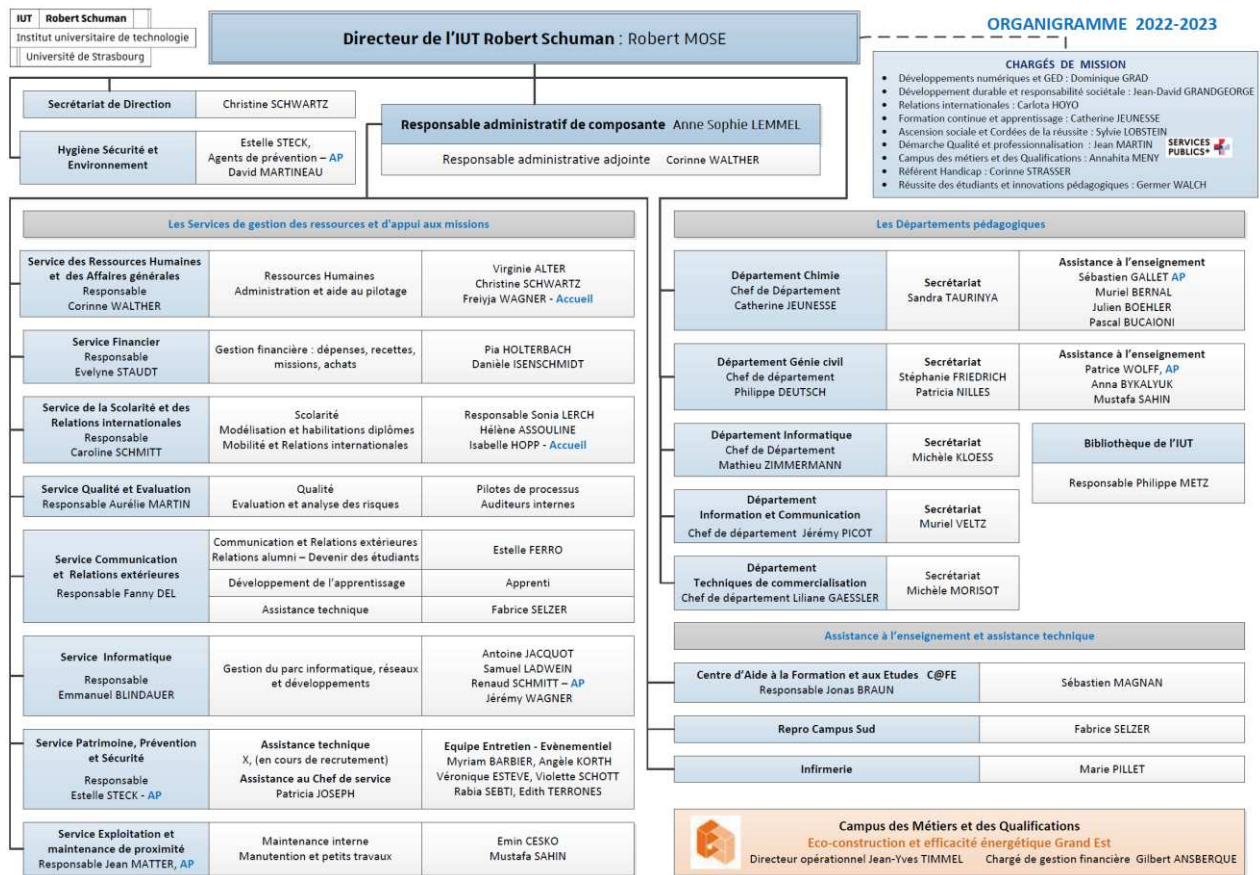 IUT Robert Schuman
Institut universitaire de technologie
Université de Strasbourg
Directeur de l'IUT Robert Schuman : Robert MOSE
ORGANIGRAMME 2022-2023
CHARGÉS DE MISSION
• Développements numériques et GED : Dominique GRAD
• Développement durable et responsabilité sociétale : Jean-David GRANDGEORGE
• Relations internationales : Carlota HOYO
• Formation continue et apprentissage : Catherine JEUNESSE
• Ascension sociale et Cordées de la réussite : Sylvie LOBSTEIN
• Démarche Qualité et professionnalisation : Jean MARTIN
• Campus des métiers et des Qualifications : Annahita MENY
• Référent Handicap : Corinne STRASSER
• Réussite des étudiants et innovations pédagogiques : Germer WALCH
SERVICES
PUBLICS+
Secrétariat de Direction
Christine SCHWARTZ
Hygiène Sécurité et
Environnement
Estelle STECK,
Agents de prévention – AP
David MARTINEAU
Responsable administratif de composante Anne Sophie LEMMEL
Responsable administrative adjointe Corinne WALTHER
Les Services de gestion des ressources et d'appui aux missions
Service des Ressources Humaines
et des Affaires générales
Responsable
Corinne WALTHER
Ressources Humaines
Administration et aide au pilotage
Virginie ALTER
Christine SCHWARTZ
Freiyja WAGNER - Accueil
Service Financier
Responsable
Evelyne STAUDT
Gestion financière : dépenses, recettes,
missions, achats
Pia HOLTERBACH
Danièle ISENSCHMIDT
Service de la Scolarité et des
Relations internationales
Responsable
Caroline SCHMITT
Scolarité
Modélisation et habilitations diplômes
Mobilité et Relations internationales
Responsable Sonia LERCH
Hélène ASSOULINE
Isabelle HOPP - Accueil
Service Qualité et Evaluation
Responsable Aurélie MARTIN
Qualité
Evaluation et analyse des risques
Pilotes de processus
Auditeurs internes
Service Communication
et Relations extérieures
Responsable Fanny DEL
Communication et Relations extérieures
Relations alumni – Devenir des étudiants
Estelle FERRO
Développement de l'apprentissage
Apprenti
Assistance technique
Fabrice SELZER
Service Informatique
Responsable
Emmanuel BLINDAUER
Gestion du parc informatique, réseaux
et développements
Antoine JACQUOT
Samuel LADWEIN
Renaud SCHMITT – AP
Jérémy WAGNER
Service Patrimoine, Prévention
et Sécurité
Responsable
Estelle STECK - AP
Assistance technique
X, (en cours de recrutement)
Assistance au Chef de service
Patricia JOSEPH
Equipe Entretien - Evènementiel
Myriam BARBIER, Angèle KORTH
Véronique ESTEVE, Violette SCHOTT
Rabia SEBTI, Edith TERRONES
Service Exploitation et
maintenance de proximité
Responsable Jean MATTER, AP
Maintenance interne
Manutention et petits travaux
Emin CESKO
Mustafa SAHIN
Les Départements pédagogiques
Département Chimie
Chef de Département
Catherine JEUNESSE
Secrétariat
Sandra TAURINYA
Assistance à l'enseignement
Sébastien GALLET AP
Muriel BERNAL
Julien BOEHLER
Pascal BUCAIONI
Département Génie civil
Chef de département
Philippe DEUTSCH
Secrétariat
Stéphanie FRIEDRICH
Patricia NILLES
Assistance à l'enseignement
Patrice WOLFF, AP
Anna BYKALYUK
Mustafa SAHIN
Département Informatique
Chef de Département
Mathieu ZIMMERMANN
Secrétariat
Michèle KLOESS
Bibliothèque de l'IUT
Responsable Philippe METZ
Département
Information et Communication
Chef de département Jérémy PICOT
Secrétariat
Muriel VELTZ
Département
Techniques de commercialisation
Chef de département Liliane GAESSLER
Secrétariat
Michèle MORISOT
Assistance à l'enseignement et assistance technique
Centre d'Aide à la Formation et aux Etudes C@FE
Responsable Jonas BRAUN
Sébastien MAGNAN
Repro Campus Sud
Fabrice SELZER
Infirmerie
Marie PILLET
Campus des Métiers et des Qualifications
Eco-construction et efficacité énergétique Grand Est
Directeur opérationnel Jean-Yves TIMMEL Chargé de gestion financière Gilbert ANSBERQUE